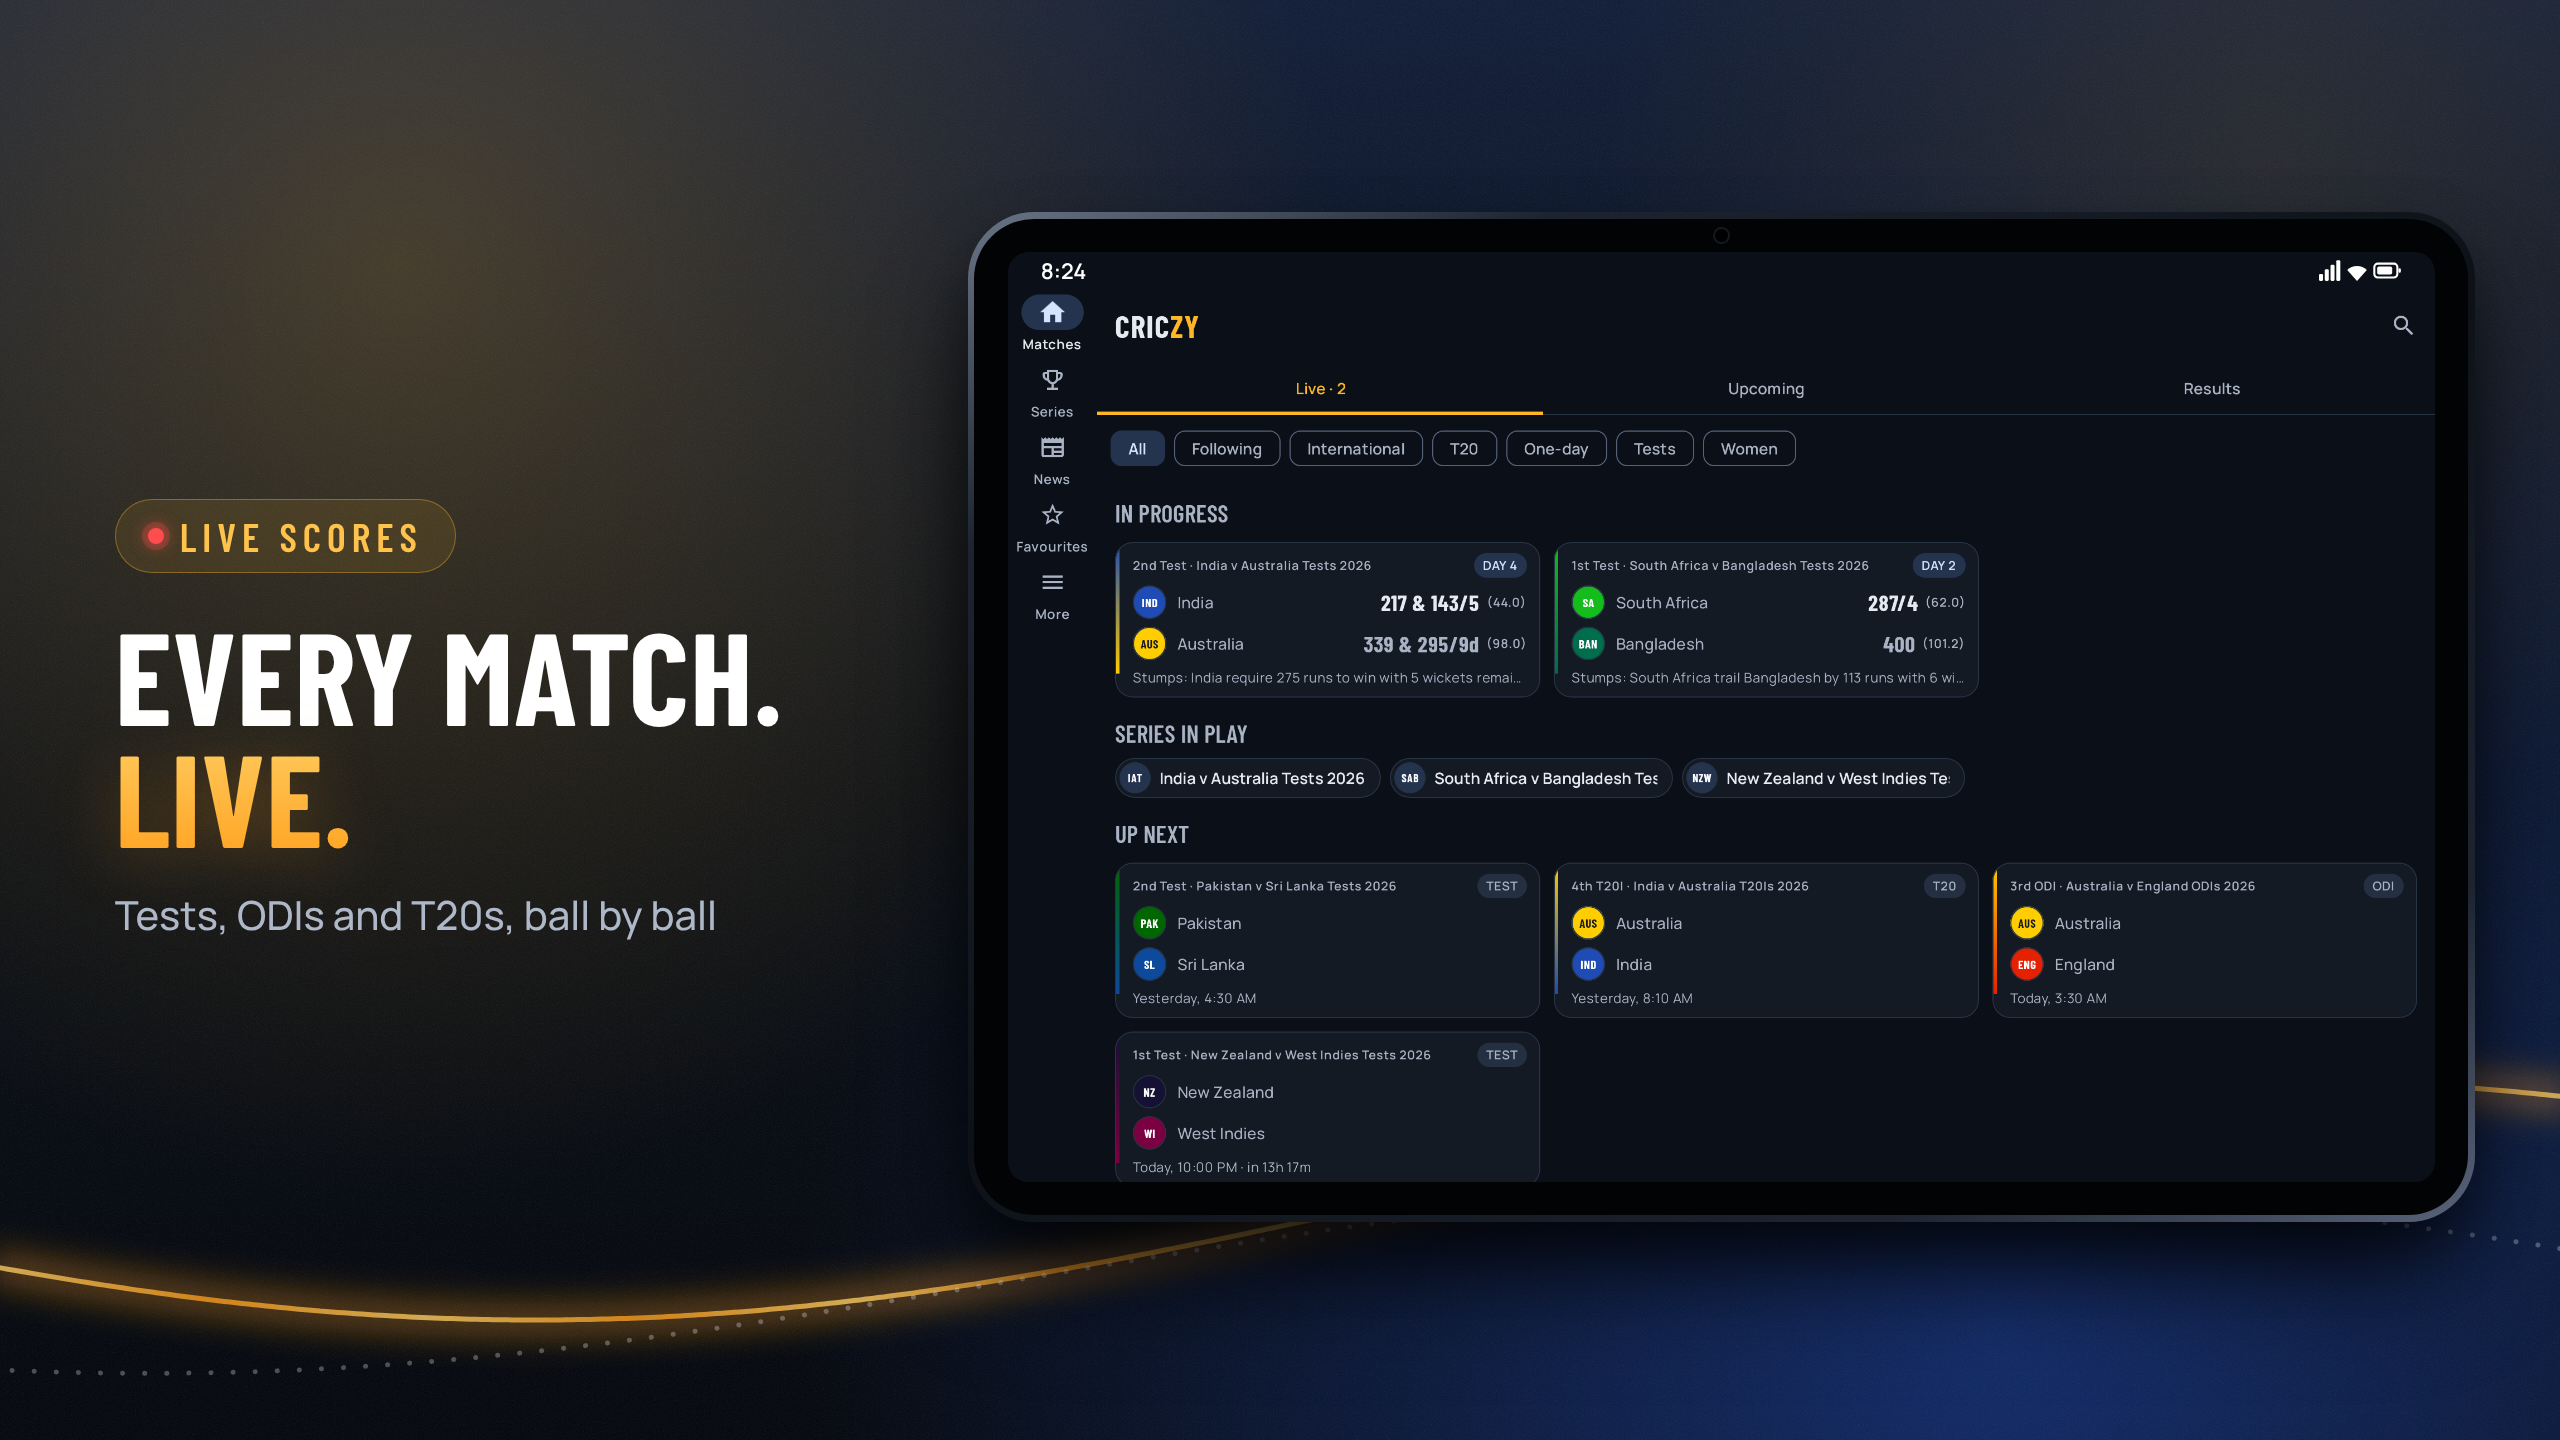 LIVE SCORES
EVERY MATCH.
LIVE.
Tests, ODIs and T20s, ball by ball
8:24
Matches
Series
News
Favourites
More
CRICZY
Live · 2
Upcoming
Results
All
Following
International
T20
One-day
Tests
Women
IN PROGRESS
2nd Test · India v Australia Tests 2026
DAY 4
IND India 217 & 143/5 (44.0)
AUS Australia 339 & 295/9d (98.0)
Stumps: India require 275 runs to win with 5 wickets remai...
1st Test · South Africa v Bangladesh Tests 2026
DAY 2
SA South Africa 287/4 (62.0)
BAN Bangladesh 400 (101.2)
Stumps: South Africa trail Bangladesh by 113 runs with 6 wi...
SERIES IN PLAY
IAT India v Australia Tests 2026
SAB South Africa v Bangladesh Tes
NZW New Zealand v West Indies Te
UP NEXT
2nd Test · Pakistan v Sri Lanka Tests 2026
TEST
PAK Pakistan
SL Sri Lanka
Yesterday, 4:30 AM
4th T20I · India v Australia T20Is 2026
T20
AUS Australia
IND India
Yesterday, 8:10 AM
3rd ODI · Australia v England ODIs 2026
ODI
AUS Australia
ENG England
Today, 3:30 AM
1st Test · New Zealand v West Indies Tests 2026
TEST
NZ New Zealand
WI West Indies
Today, 10:00 PM · in 13h 17m